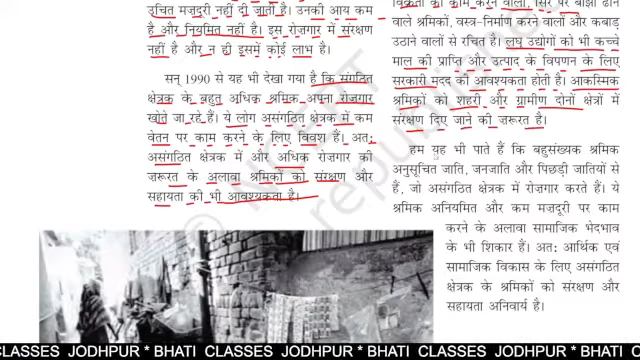 उचित मज़दूरी नहीं दी जाती है। उनकी आय कम
है और नियमित नहीं है। इस रोज़गार में संरक्षण
नहीं है और न ही इसमें कोई लाभ है।
सन् 1990 से यह भी देखा गया है कि संगठित
क्षेत्रक के बहुत अधिक श्रमिक अपना रोज़गार
खोते जा रहे हैं। ये लोग असंगठित क्षेत्रक में कम
वेतन पर काम करने के लिए विवश हैं। अतः
असंगठित क्षेत्रक में और अधिक रोज़गार की
ज़रूरत के अलावा श्रमिकों को संरक्षण और
सहायता की भी आवश्यकता है।
विक्रेता का काम करने वालों, सिर पर बोझा ढोने
वाले श्रमिकों, वस्त्र-निर्माण करने वालों और कबाड़
उठाने वालों से रचित है। लघु उद्योगों को भी कच्चे
माल की प्राप्ति और उत्पाद के विपणन के लिए
सरकारी मदद की आवश्यकता होती है। आकस्मिक
श्रमिकों को शहरी और ग्रामीण दोनों क्षेत्रों में
संरक्षण दिए जाने की ज़रूरत है।
हम यह भी पाते हैं कि बहुसंख्यक श्रमिक
अनुसूचित जाति, जनजाति और पिछड़ी जातियों से
हैं, जो असंगठित क्षेत्रक में रोज़गार करते हैं। ये
श्रमिक अनियमित और कम मज़दूरी पर काम
करने के अलावा सामाजिक भेदभाव
के भी शिकार हैं। अतः आर्थिक एवं
सामाजिक विकास के लिए असंगठित
क्षेत्रक के श्रमिकों को संरक्षण और
सहायता अनिवार्य है।
© NCERT
republished
CLASSES JODHPUR * BHATI CLASSES JODHPUR * BHATI CLASSES JODHPUR * BHATI